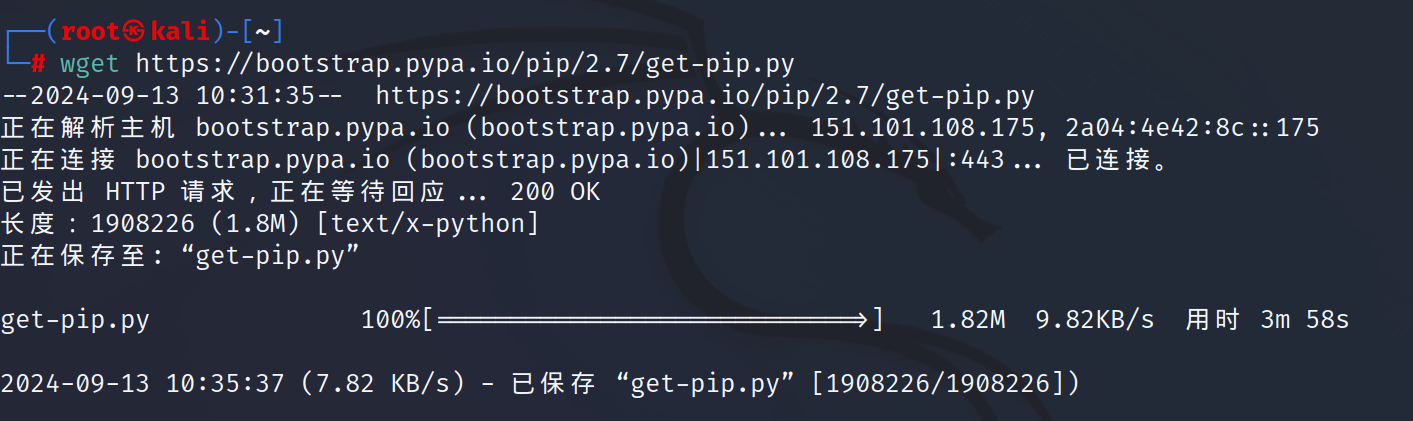 ┌──(root㉿kali)-[~]
└─# wget https://bootstrap.pypa.io/pip/2.7/get-pip.py
--2024-09-13 10:31:35--  https://bootstrap.pypa.io/pip/2.7/get-pip.py
正在解析主机 bootstrap.pypa.io (bootstrap.pypa.io)... 151.101.108.175, 2a04:4e42:8c::175
正在连接 bootstrap.pypa.io (bootstrap.pypa.io)|151.101.108.175|:443... 已连接。
已发出 HTTP 请求，正在等待回应... 200 OK
长度：1908226 (1.8M) [text/x-python]
正在保存至: “get-pip.py”
get-pip.py 100%[==============================>] 1.82M 9.82KB/s 用时 3m 58s
2024-09-13 10:35:37 (7.82 KB/s) - 已保存 “get-pip.py” [1908226/1908226])